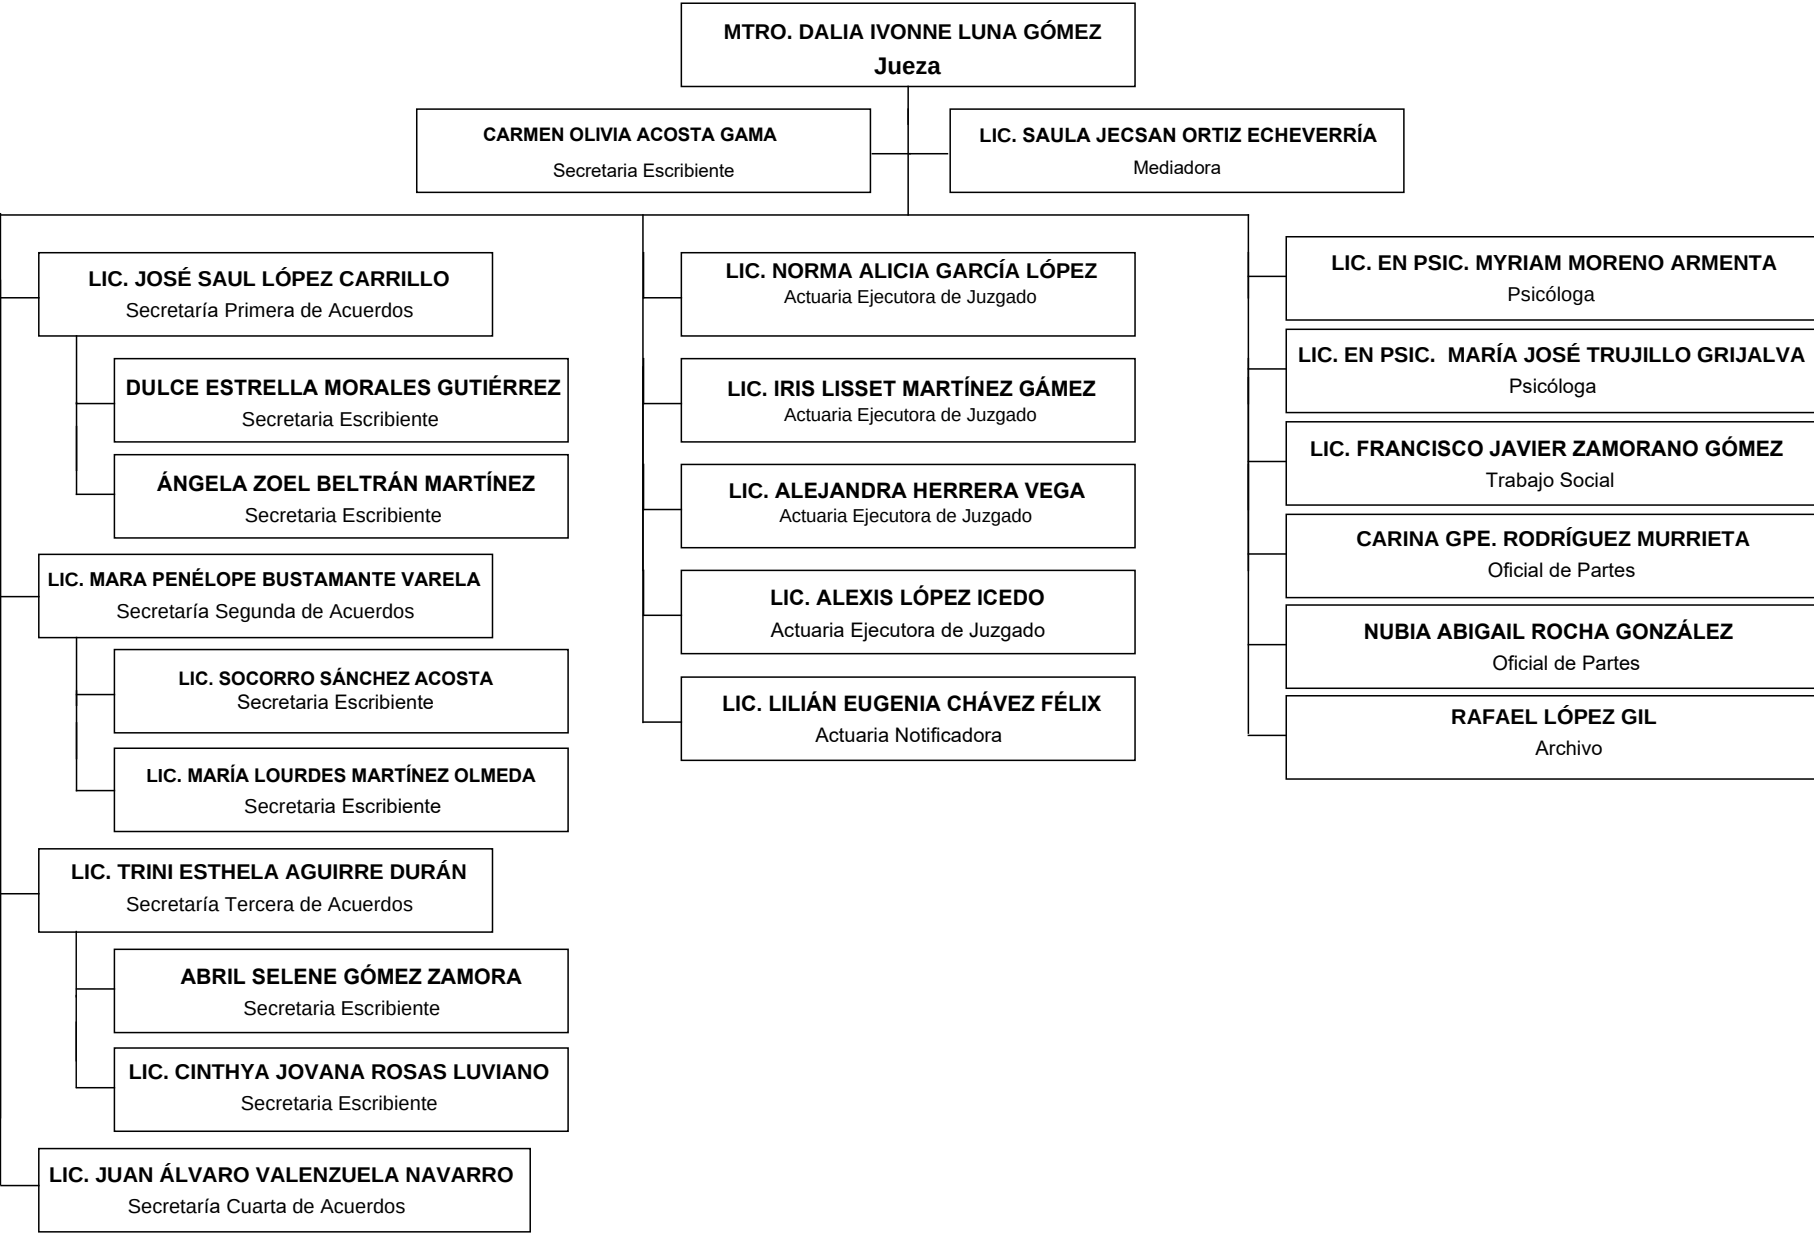 MTRO. DALIA IVONNE LUNA GÓMEZ
Jueza
CARMEN OLIVIA ACOSTA GAMA
Secretaria Escribiente
LIC. SAULA JECSAN ORTIZ ECHEVERRÍA
Mediadora
LIC. JOSÉ SAUL LÓPEZ CARRILLO
Secretaría Primera de Acuerdos
DULCE ESTRELLA MORALES GUTIÉRREZ
Secretaria Escribiente
ÁNGELA ZOEL BELTRÁN MARTÍNEZ
Secretaria Escribiente
LIC. MARA PENÉLOPE BUSTAMANTE VARELA
Secretaría Segunda de Acuerdos
LIC. SOCORRO SÁNCHEZ ACOSTA
Secretaria Escribiente
LIC. MARÍA LOURDES MARTÍNEZ OLMEDA
Secretaria Escribiente
LIC. TRINI ESTHELA AGUIRRE DURÁN
Secretaría Tercera de Acuerdos
ABRIL SELENE GÓMEZ ZAMORA
Secretaria Escribiente
LIC. CINTHYA JOVANA ROSAS LUVIANO
Secretaria Escribiente
LIC. JUAN ÁLVARO VALENZUELA NAVARRO
Secretaría Cuarta de Acuerdos
LIC. NORMA ALICIA GARCÍA LÓPEZ
Actuaria Ejecutora de Juzgado
LIC. IRIS LISSET MARTÍNEZ GÁMEZ
Actuaria Ejecutora de Juzgado
LIC. ALEJANDRA HERRERA VEGA
Actuaria Ejecutora de Juzgado
LIC. ALEXIS LÓPEZ ICEDO
Actuaria Ejecutora de Juzgado
LIC. LILIÁN EUGENIA CHÁVEZ FÉLIX
Actuaria Notificadora
LIC. EN PSIC. MYRIAM MORENO ARMENTA
Psicóloga
LIC. EN PSIC. MARÍA JOSÉ TRUJILLO GRIJALVA
Psicóloga
LIC. FRANCISCO JAVIER ZAMORANO GÓMEZ
Trabajo Social
CARINA GPE. RODRÍGUEZ MURRIETA
Oficial de Partes
NUBIA ABIGAIL ROCHA GONZÁLEZ
Oficial de Partes
RAFAEL LÓPEZ GIL
Archivo